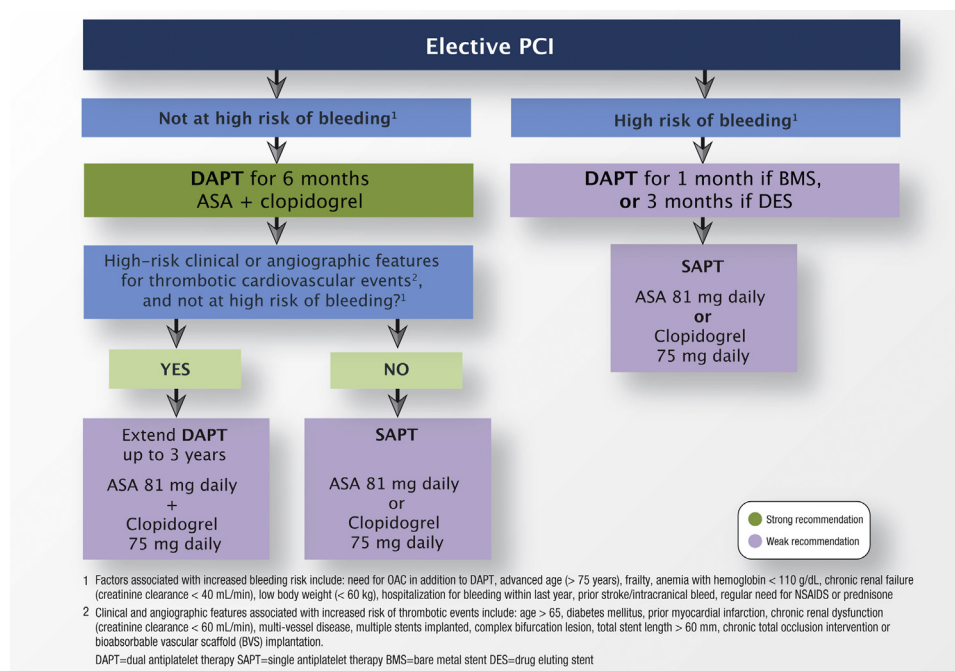 Elective PCI
Not at high risk of bleeding¹
High risk of bleeding¹
DAPT for 6 months
ASA + clopidogrel
DAPT for 1 month if BMS,
or 3 months if DES
High-risk clinical or angiographic features
for thrombotic cardiovascular events²,
and not at high risk of bleeding?¹
SAPT
ASA 81 mg daily
or
Clopidogrel
75 mg daily
YES
NO
Extend DAPT
up to 3 years
ASA 81 mg daily
+
Clopidogrel
75 mg daily
SAPT
ASA 81 mg daily
or
Clopidogrel
75 mg daily
Strong recommendation
Weak recommendation
1 Factors associated with increased bleeding risk include: need for OAC in addition to DAPT, advanced age (> 75 years), frailty, anemia with hemoglobin < 110 g/dL, chronic renal failure
(creatinine clearance < 40 mL/min), low body weight (< 60 kg), hospitalization for bleeding within last year, prior stroke/intracranical bleed, regular need for NSAIDS or prednisone
2 Clinical and angiographic features associated with increased risk of thrombotic events include: age > 65, diabetes mellitus, prior myocardial infarction, chronic renal dysfunction
(creatinine clearance < 60 mL/min), multi-vessel disease, multiple stents implanted, complex bifurcation lesion, total stent length > 60 mm, chronic total occlusion intervention or
bioabsorbable vascular scaffold (BVS) implantation.
DAPT=dual antiplatelet therapy SAPT=single antiplatelet therapy BMS=bare metal stent DES=drug eluting stent